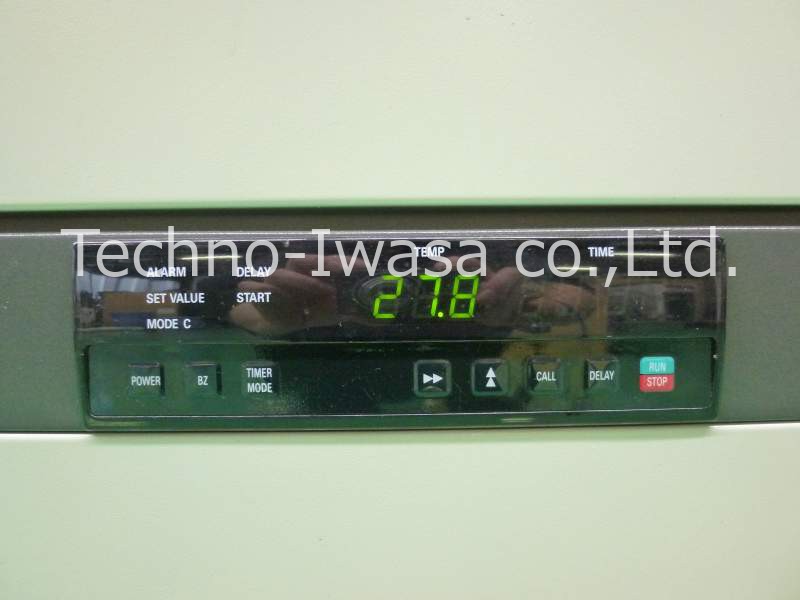 Techno-Iwasa co.,Ltd.
TEMP TIME
ALARM DELAY
SET VALUE START
MODE C
27.8
POWER BZ TIMER MODE CALL DELAY RUN STOP